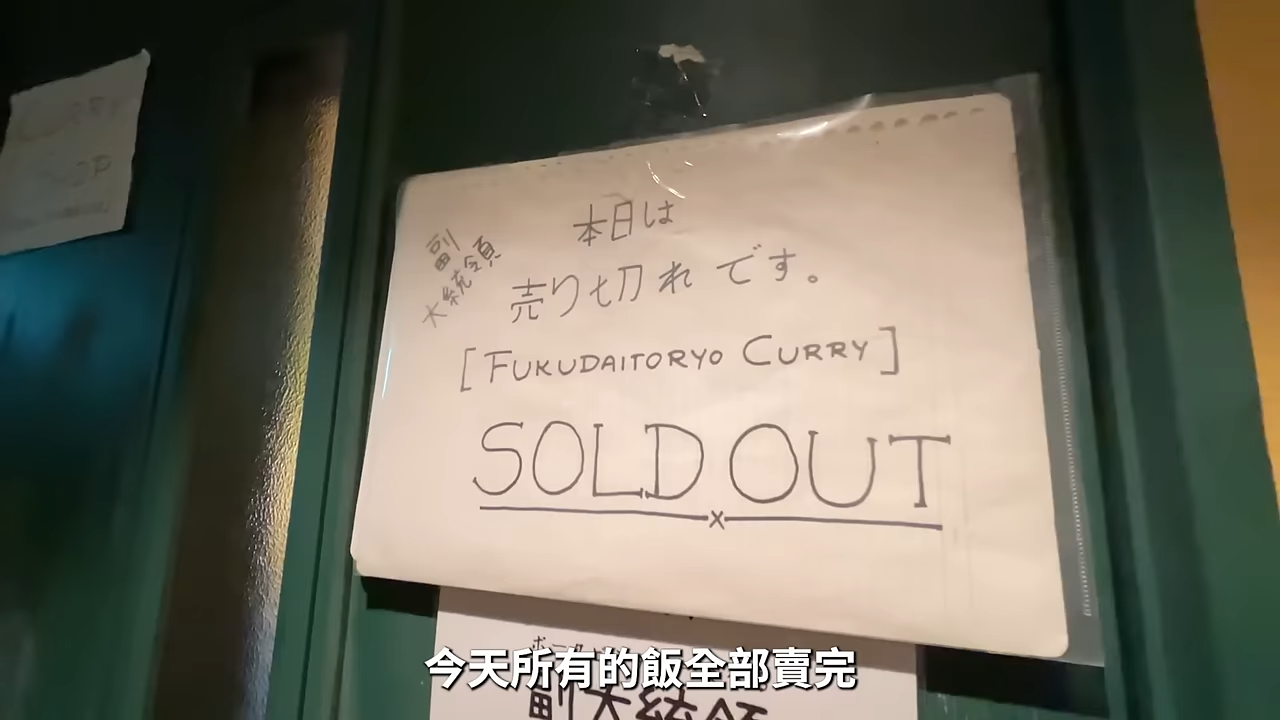 副
大統領
本日は
売り切れです。
[FUKUDAITORYO CURRY]
SOLD OUT
x
今天所有的飯全部賣完
副大統領